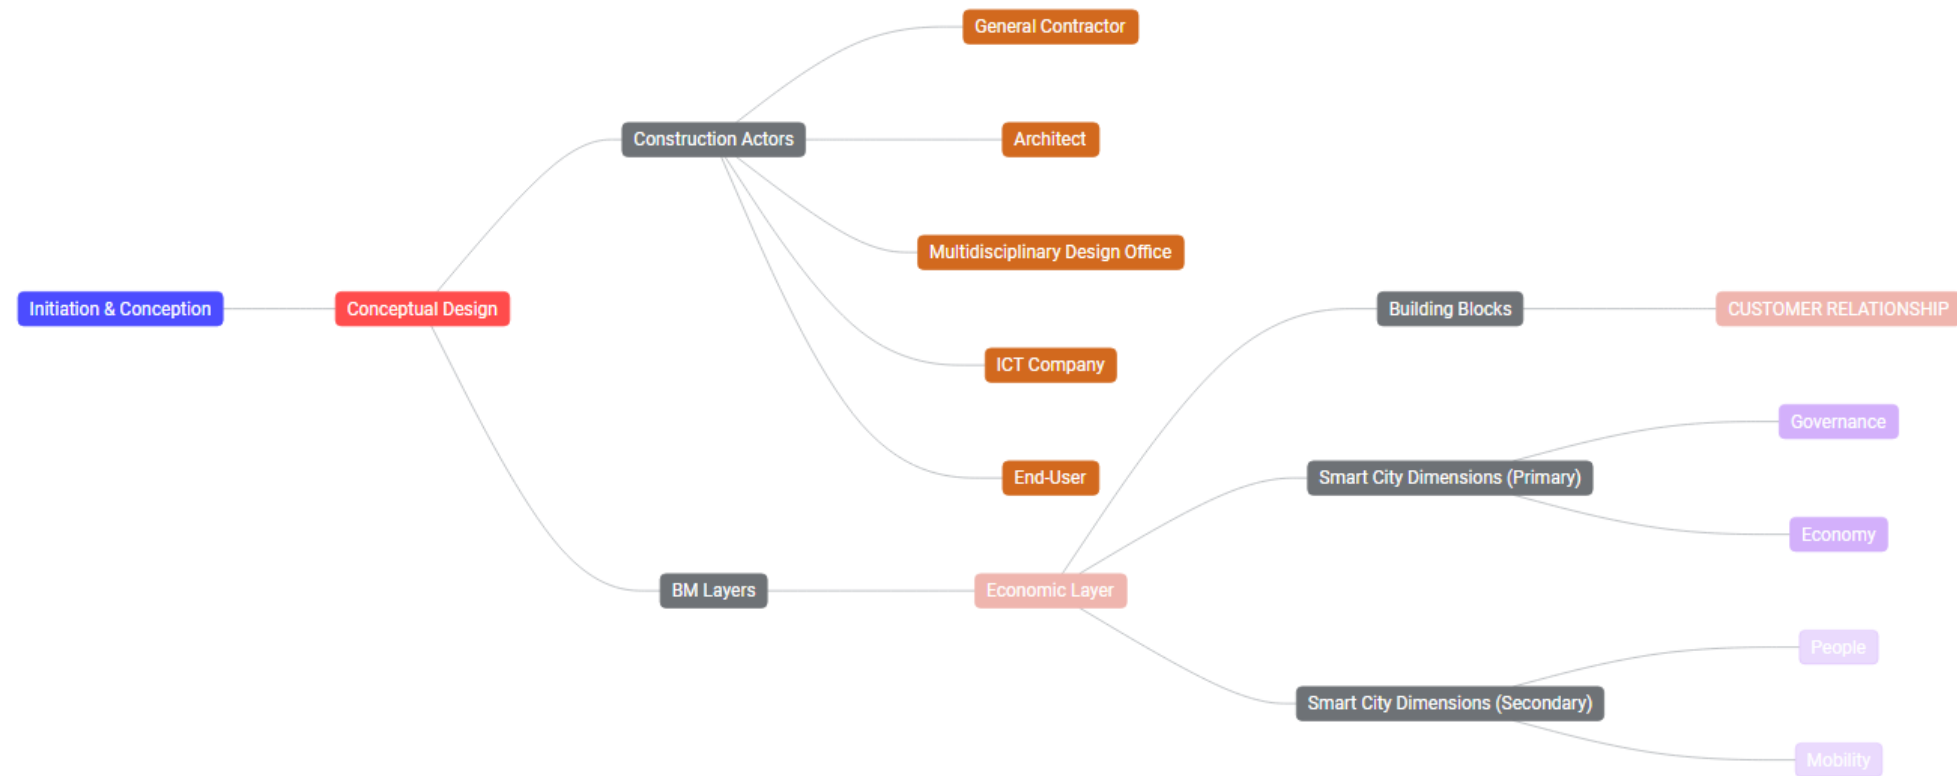 General Contractor
Construction Actors
Architect
Multidisciplinary Design Office
Initiation & Conception
Conceptual Design
Building Blocks
CUSTOMER RELATIONSHIP
ICT Company
Governance
End-User
Smart City Dimensions (Primary)
Economy
BM Layers
Economic Layer
People
Smart City Dimensions (Secondary)
Mobility